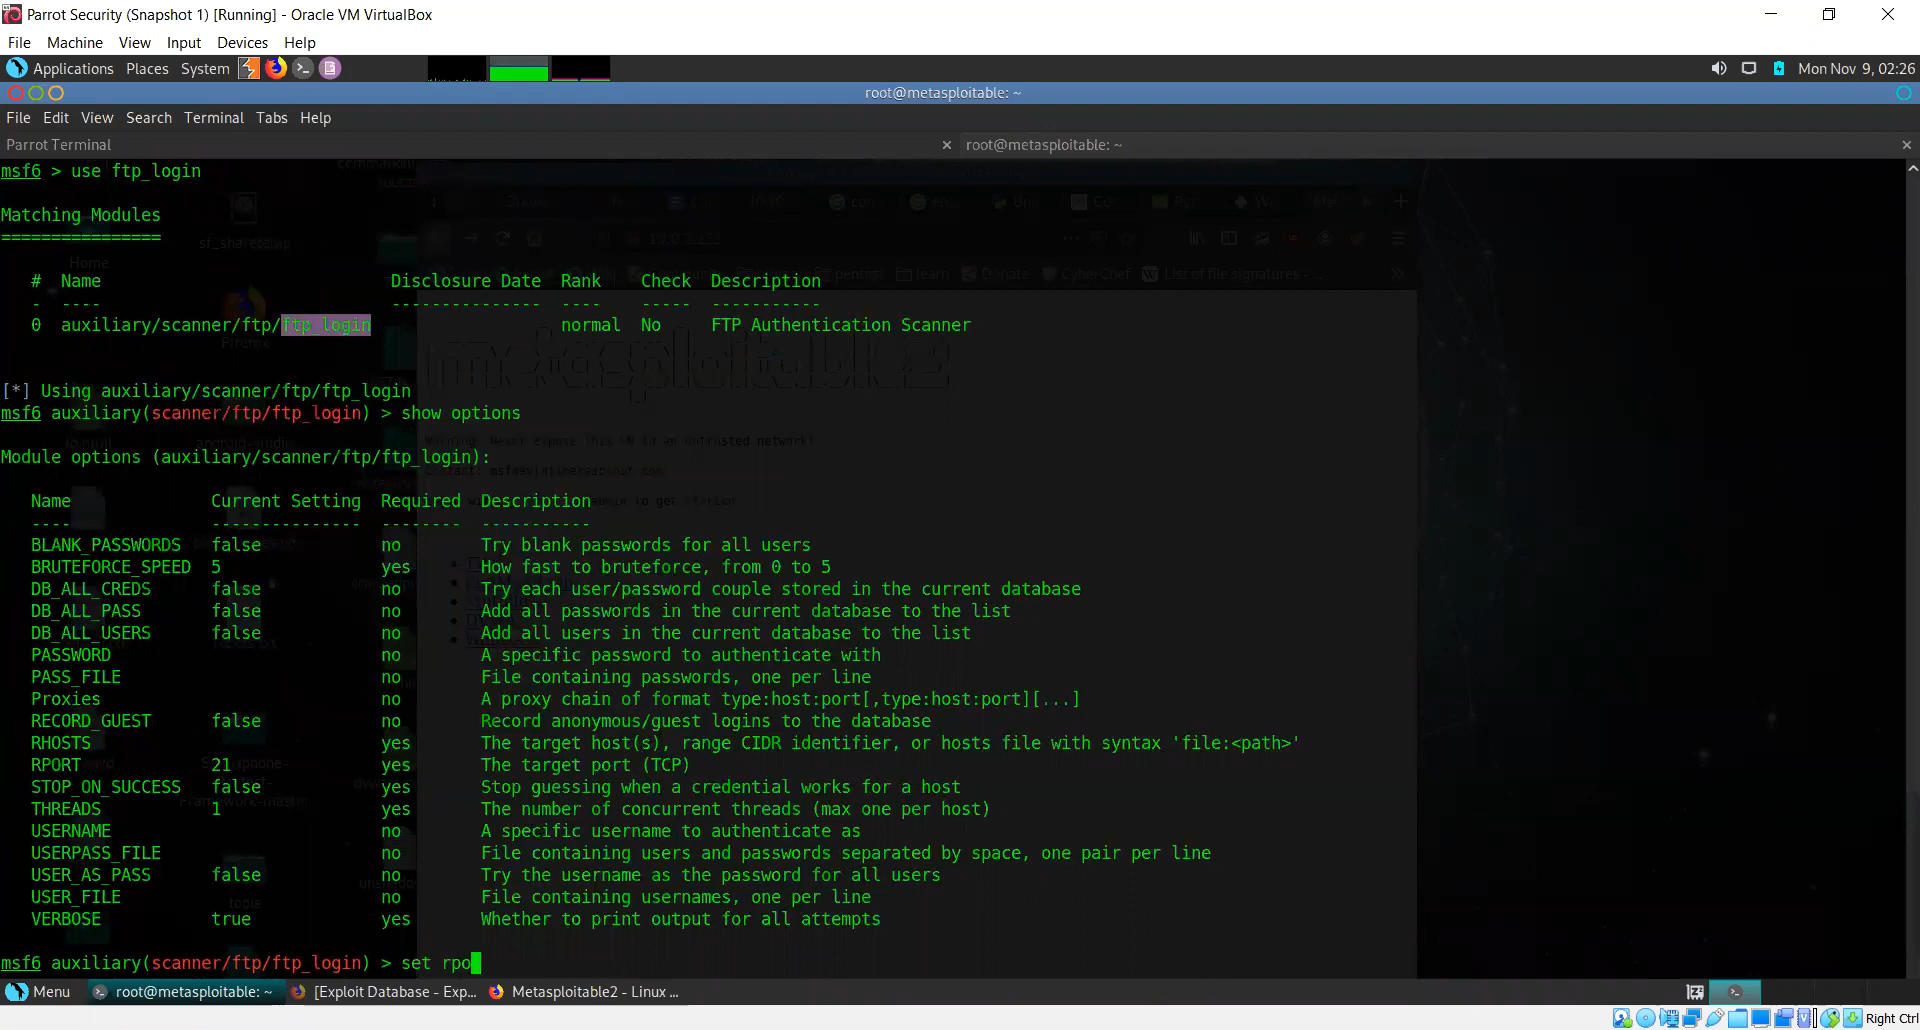 Parrot Security (Snapshot 1) [Running] - Oracle VM VirtualBox
File Machine View Input Devices Help
Applications Places System Mon Nov 9, 02:26
root@metasploitable: ~
File Edit View Search Terminal Tabs Help
Parrot Terminal × root@metasploitable: ~ ×
msf6 > use ftp_login
Matching Modules
================
# Name Disclosure Date Rank Check Description
- ---- --------------- ---- ----- -----------
0 auxiliary/scanner/ftp/ftp_login normal No FTP Authentication Scanner
[*] Using auxiliary/scanner/ftp/ftp_login
msf6 auxiliary(scanner/ftp/ftp_login) > show options
Module options (auxiliary/scanner/ftp/ftp_login):
Name Current Setting Required Description
---- --------------- -------- -----------
BLANK_PASSWORDS false no Try blank passwords for all users
BRUTEFORCE_SPEED 5 yes How fast to bruteforce, from 0 to 5
DB_ALL_CREDS false no Try each user/password couple stored in the current database
DB_ALL_PASS false no Add all passwords in the current database to the list
DB_ALL_USERS false no Add all users in the current database to the list
PASSWORD no A specific password to authenticate with
PASS_FILE no File containing passwords, one per line
Proxies no A proxy chain of format type:host:port[,type:host:port][...]
RECORD_GUEST false no Record anonymous/guest logins to the database
RHOSTS yes The target host(s), range CIDR identifier, or hosts file with syntax 'file:<path>'
RPORT 21 yes The target port (TCP)
STOP_ON_SUCCESS false yes Stop guessing when a credential works for a host
THREADS 1 yes The number of concurrent threads (max one per host)
USERNAME no A specific username to authenticate as
USERPASS_FILE no File containing users and passwords separated by space, one pair per line
USER_AS_PASS false no Try the username as the password for all users
USER_FILE no File containing usernames, one per line
VERBOSE true yes Whether to print output for all attempts
msf6 auxiliary(scanner/ftp/ftp_login) > set rpo
Menu root@metasploitable: ~ [Exploit Database - Exp... Metasploitable2 - Linux ...
Right Ctrl